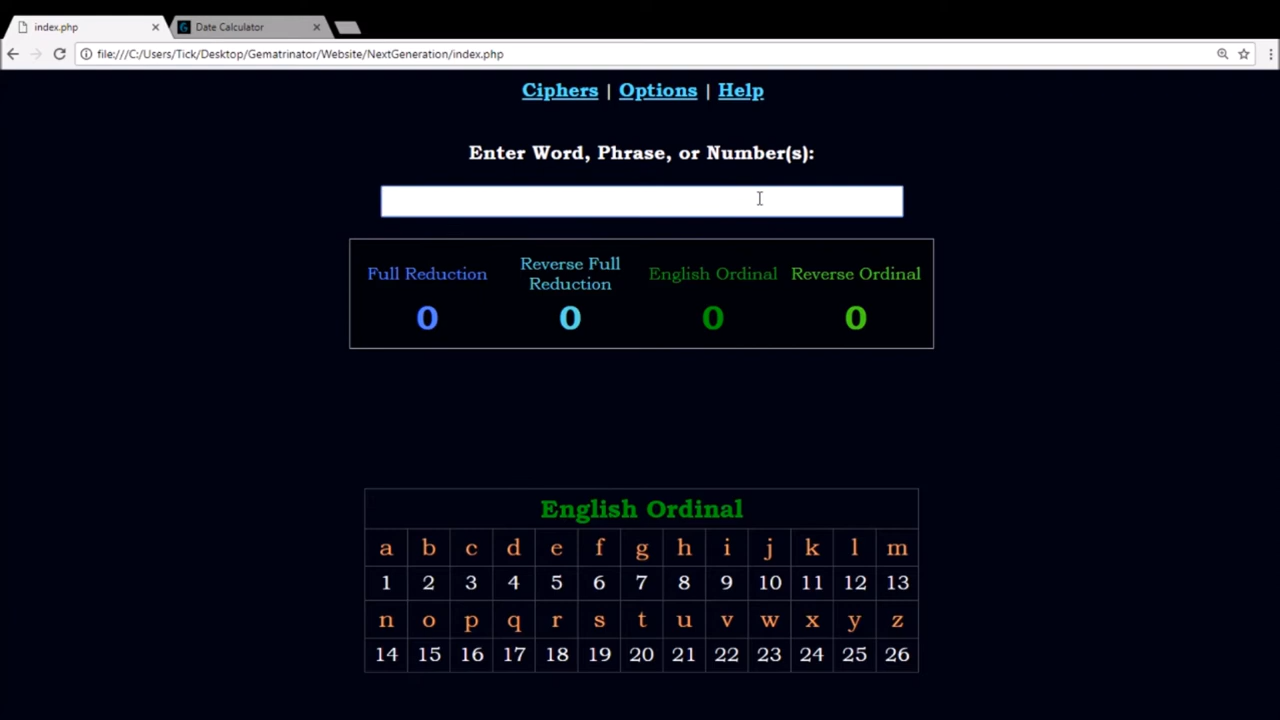 index.php
Date Calculator
file:///C:/Users/Tick/Desktop/Gematrinator/Website/NextGeneration/index.php
Ciphers | Options | Help
Enter Word, Phrase, or Number(s):
Full Reduction
Reverse Full
Reduction
English Ordinal
Reverse Ordinal
0 0 0 0
English Ordinal
a b c d e f g h i j k l m
1 2 3 4 5 6 7 8 9 10 11 12 13
n o p q r s t u v w x y z
14 15 16 17 18 19 20 21 22 23 24 25 26